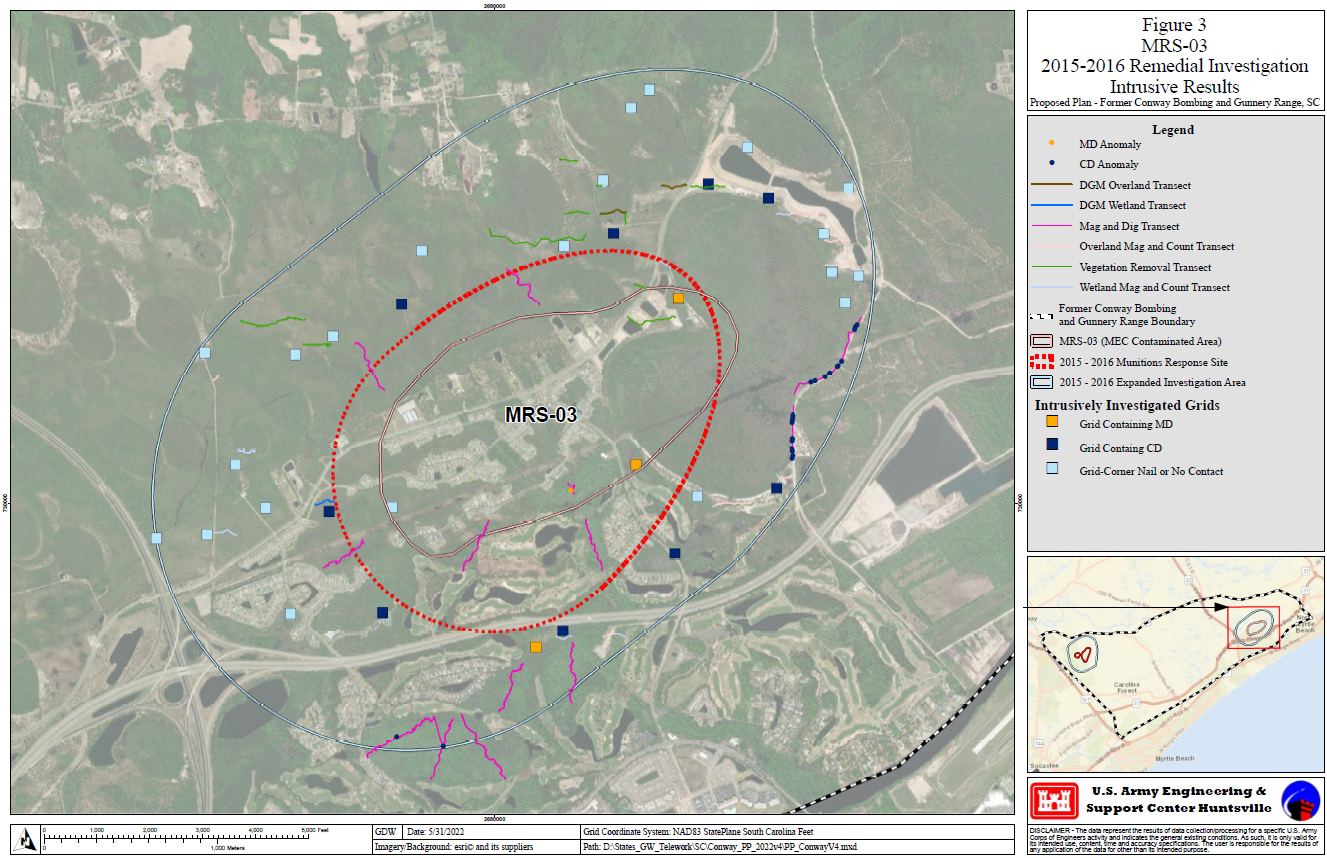 2680000
730000
MRS-03
730000
2680000
Figure 3
MRS-03
2015-2016 Remedial Investigation
Intrusive Results
Proposed Plan - Former Conway Bombing and Gunnery Range, SC
Legend
MD Anomaly
CD Anomaly
DGM Overland Transect
DGM Wetland Transect
Mag and Dig Transect
Overland Mag and Count Transect
Vegetation Removal Transect
Wetland Mag and Count Transect
Former Conway Bombing
and Gunnery Range Boundary
MRS-03 (MEC Contaminated Area)
2015 - 2016 Munitions Response Site
2015 - 2016 Expanded Investigation Area
Intrusively Investigated Grids
Grid Containing MD
Grid Containg CD
Grid-Corner Nail or No Contact
Myrtle
Beach
Carolina
Forest
31
544
Socastee
Myrtle Beach
U.S. Army Engineering &
Support Center Huntsville
DISCLAIMER - The data represent the results of data collection/processing for a specific U.S. Army
Corps of Engineers activity and indicates the general existing conditions. As such, it is only valid for
its intended use, content, time and accuracy specifications. The user is responsible for the results of
any application of the data for other than its intended purpose.
0 1,000 2,000 3,000 4,000 5,000 Feet
0 1,000 Meters
GDW Date: 5/31/2022 Grid Coordinate System: NAD83 StatePlane South Carolina Feet
Imagery/Background: esri© and its suppliers Path: D:\States_GW_Telework\SC\Conway_PP_2022v4\PP_ConwayV4.mxd